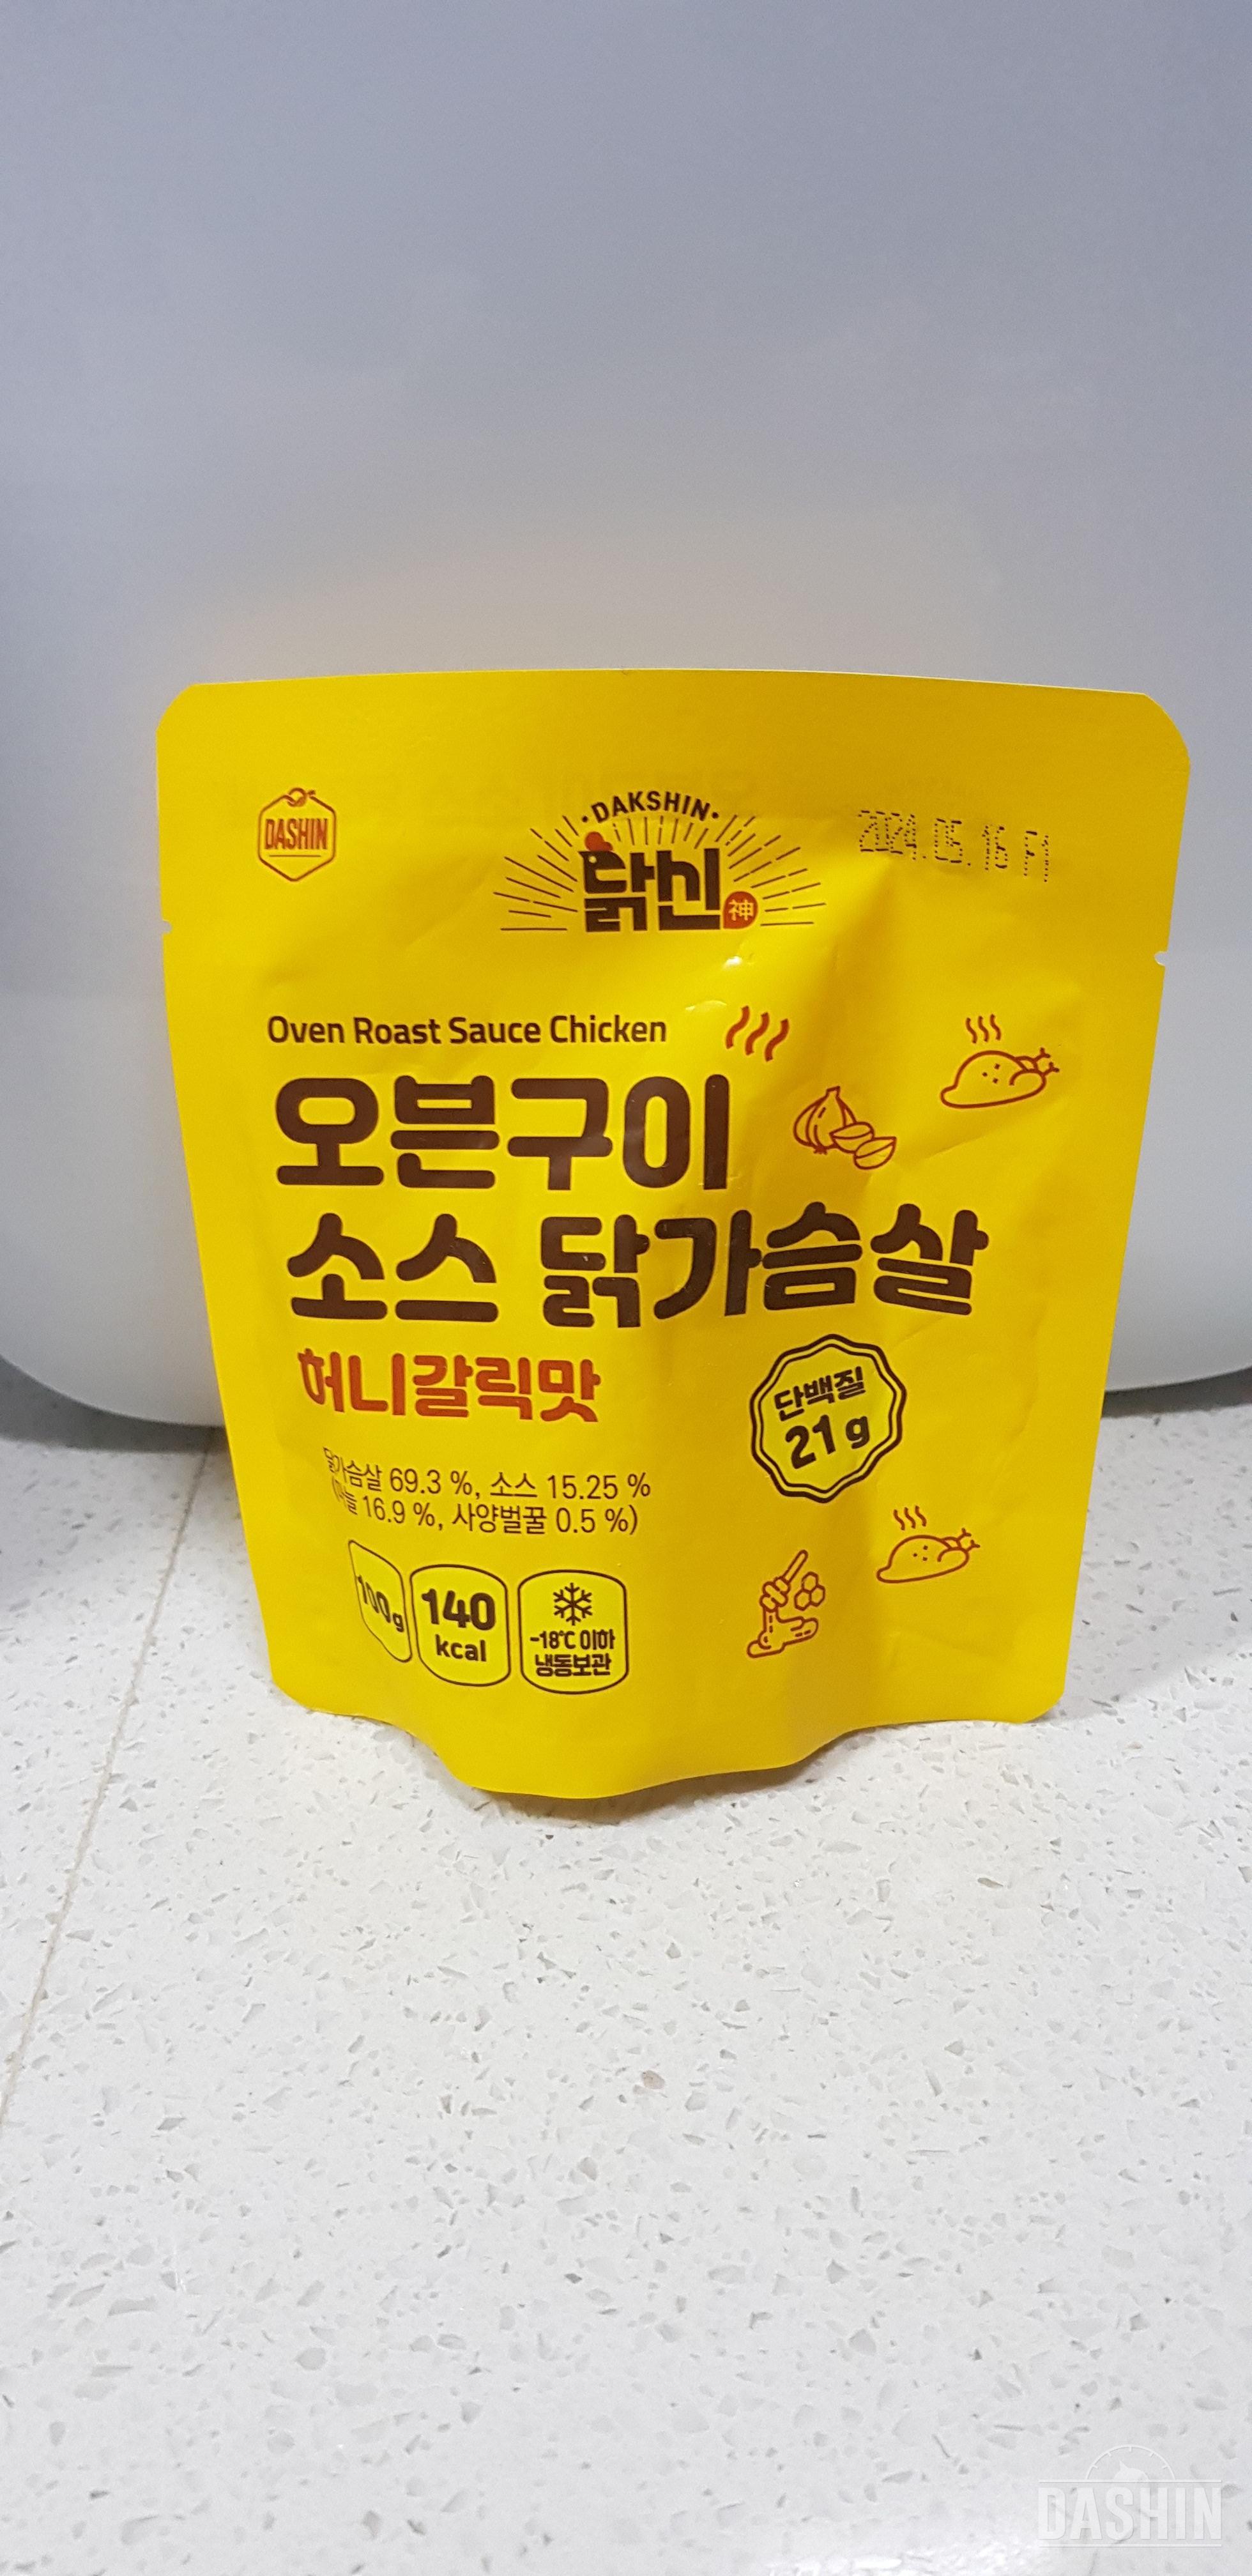 DASHIN
·DAKSHIN·
닭신
神
2024.05.16 F1
Oven Roast Sauce Chicken
오븐구이
소스 닭가슴살
허니갈릭맛
단백질
21 g
닭가슴살 69.3 %, 소스 15.25 %
(마늘 16.9 %, 사양벌꿀 0.5 %)
100g
140
kcal
-18℃ 이하
냉동보관
DASHIN